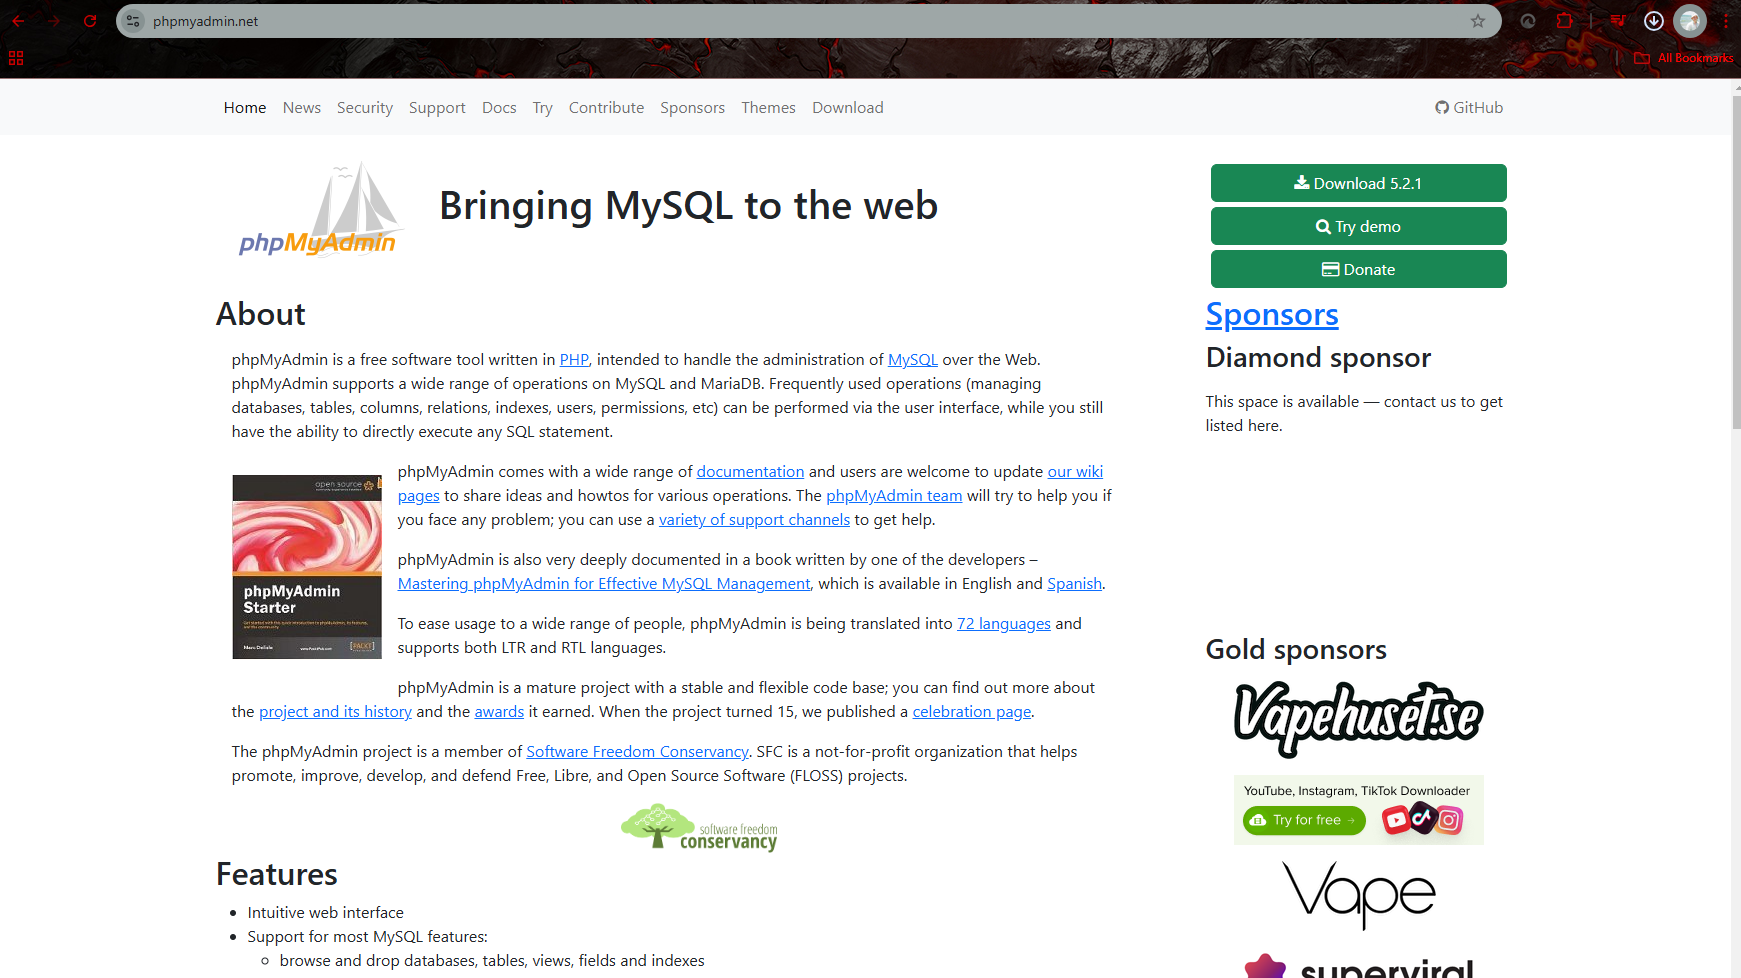 phpmyadmin.net
All Bookmarks
Home News Security Support Docs Try Contribute Sponsors Themes Download GitHub
phpMyAdmin
Bringing MySQL to the web
Download 5.2.1
Try demo
Donate
About
phpMyAdmin is a free software tool written in PHP, intended to handle the administration of MySQL over the Web.
phpMyAdmin supports a wide range of operations on MySQL and MariaDB. Frequently used operations (managing
databases, tables, columns, relations, indexes, users, permissions, etc) can be performed via the user interface, while you still
have the ability to directly execute any SQL statement.
open source
phpMyAdmin
Starter
Marc Delisle
www.PacktPub.com
[PACKT]
phpMyAdmin comes with a wide range of documentation and users are welcome to update our wiki
pages to share ideas and howtos for various operations. The phpMyAdmin team will try to help you if
you face any problem; you can use a variety of support channels to get help.
phpMyAdmin is also very deeply documented in a book written by one of the developers –
Mastering phpMyAdmin for Effective MySQL Management, which is available in English and Spanish.
To ease usage to a wide range of people, phpMyAdmin is being translated into 72 languages and
supports both LTR and RTL languages.
phpMyAdmin is a mature project with a stable and flexible code base; you can find out more about
the project and its history and the awards it earned. When the project turned 15, we published a celebration page.
The phpMyAdmin project is a member of Software Freedom Conservancy. SFC is a not-for-profit organization that helps
promote, improve, develop, and defend Free, Libre, and Open Source Software (FLOSS) projects.
software freedom
conservancy
Features
• Intuitive web interface
• Support for most MySQL features:
◦ browse and drop databases, tables, views, fields and indexes
Sponsors
Diamond sponsor
This space is available — contact us to get
listed here.
Gold sponsors
Vapehuset.se
YouTube, Instagram, TikTok Downloader
Try for free →
Vape
superviral